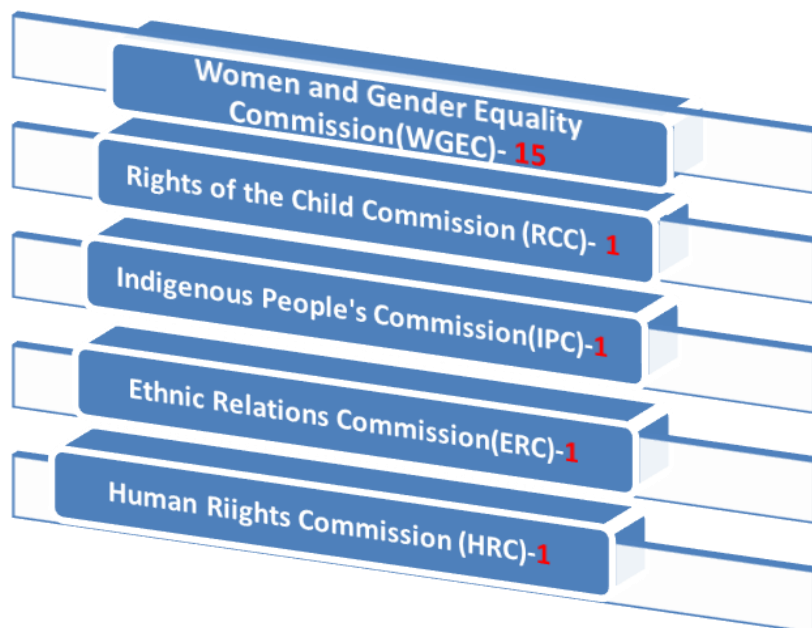 Women and Gender Equality
Commission(WGEC)- 15
Rights of the Child Commission (RCC)- 1
Indigenous People's Commission(IPC)-1
Ethnic Relations Commission(ERC)-1
Human Riights Commission (HRC)-1